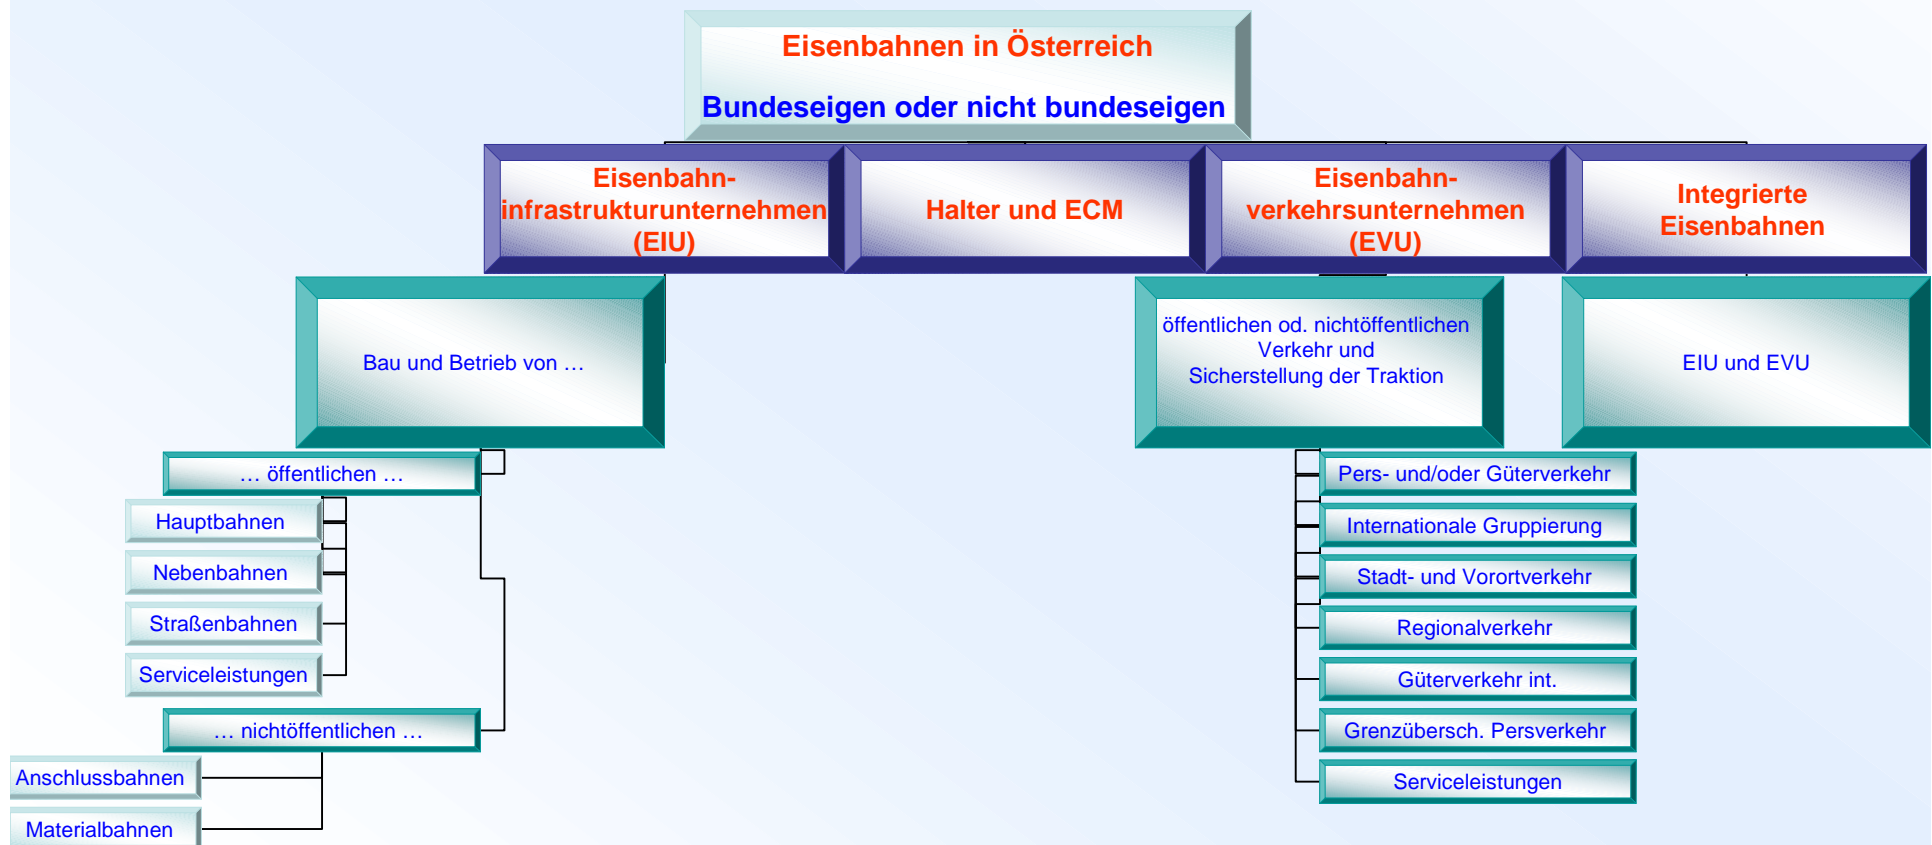 Eisenbahnen in Österreich
Bundeseigen oder nicht bundeseigen
Eisenbahn-
infrastrukturunternehmen
(EIU)
Halter und ECM
Eisenbahn-
verkehrsunternehmen
(EVU)
Integrierte
Eisenbahnen
Bau und Betrieb von …
öffentlichen od. nichtöffentlichen
Verkehr und
Sicherstellung der Traktion
EIU und EVU
… öffentlichen …
Hauptbahnen
Nebenbahnen
Straßenbahnen
Serviceleistungen
… nichtöffentlichen …
Anschlussbahnen
Materialbahnen
Pers- und/oder Güterverkehr
Internationale Gruppierung
Stadt- und Vorortverkehr
Regionalverkehr
Güterverkehr int.
Grenzübersch. Persverkehr
Serviceleistungen